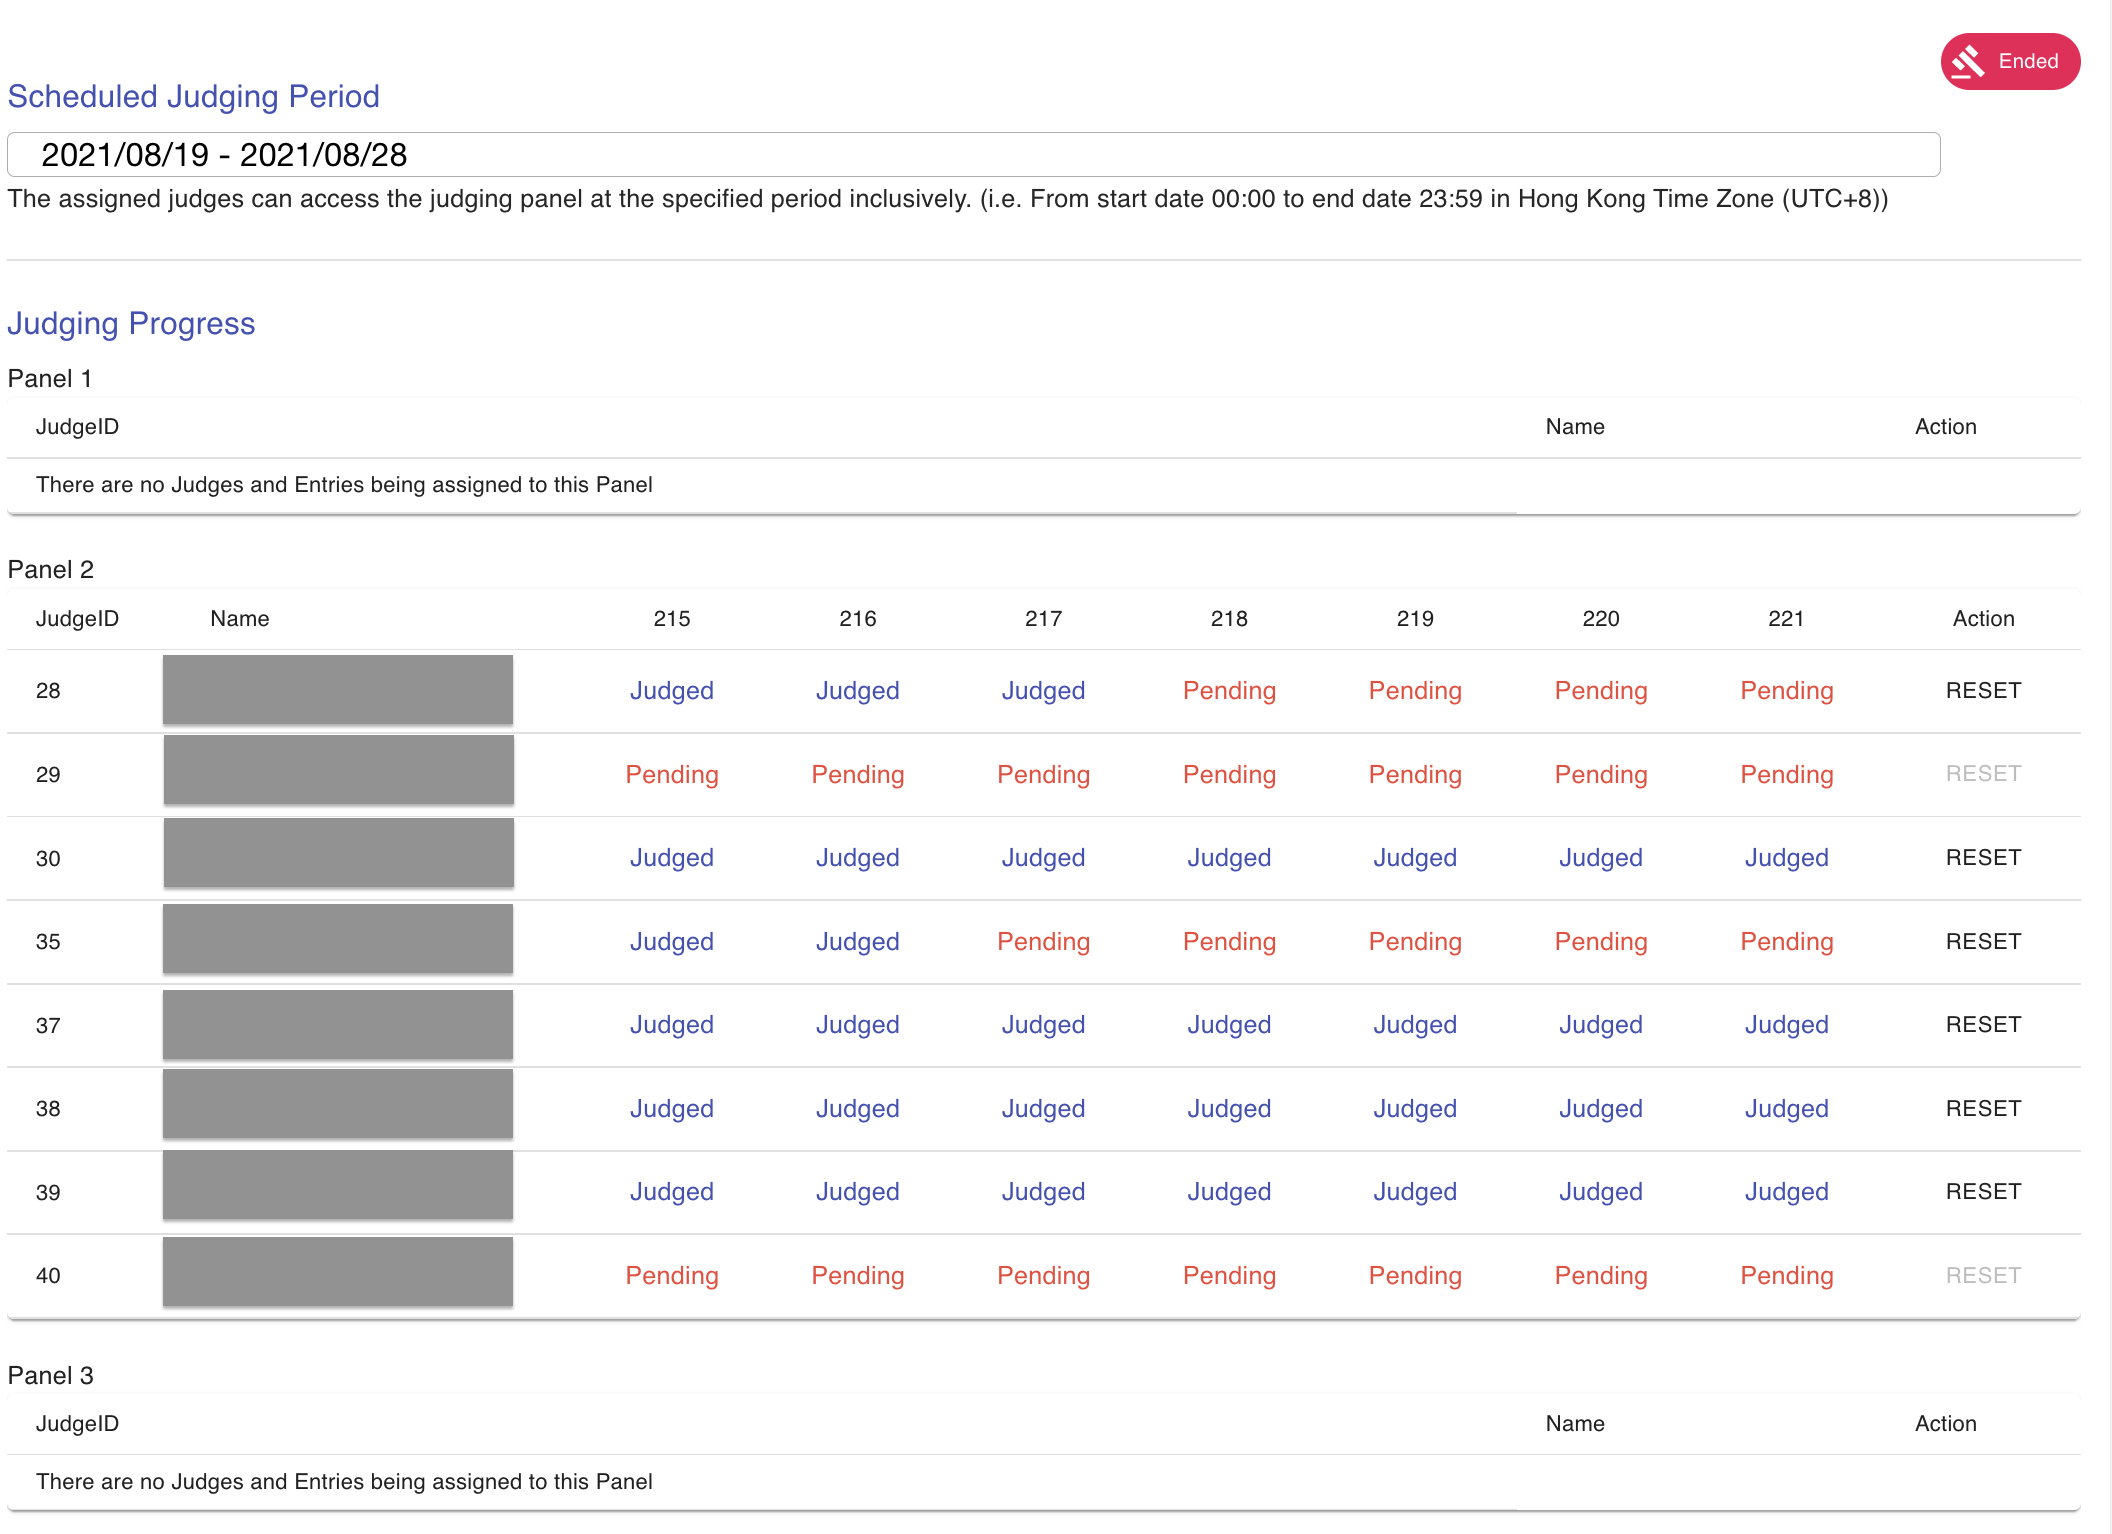 Ended
Scheduled Judging Period
2021/08/19 - 2021/08/28
The assigned judges can access the judging panel at the specified period inclusively. (i.e. From start date 00:00 to end date 23:59 in Hong Kong Time Zone (UTC+8))
Judging Progress
Panel 1
JudgeID Name Action
There are no Judges and Entries being assigned to this Panel
Panel 2
JudgeID Name 215 216 217 218 219 220 221 Action
28 Judged Judged Judged Pending Pending Pending Pending RESET
29 Pending Pending Pending Pending Pending Pending Pending RESET
30 Judged Judged Judged Judged Judged Judged Judged RESET
35 Judged Judged Pending Pending Pending Pending Pending RESET
37 Judged Judged Judged Judged Judged Judged Judged RESET
38 Judged Judged Judged Judged Judged Judged Judged RESET
39 Judged Judged Judged Judged Judged Judged Judged RESET
40 Pending Pending Pending Pending Pending Pending Pending RESET
Panel 3
JudgeID Name Action
There are no Judges and Entries being assigned to this Panel